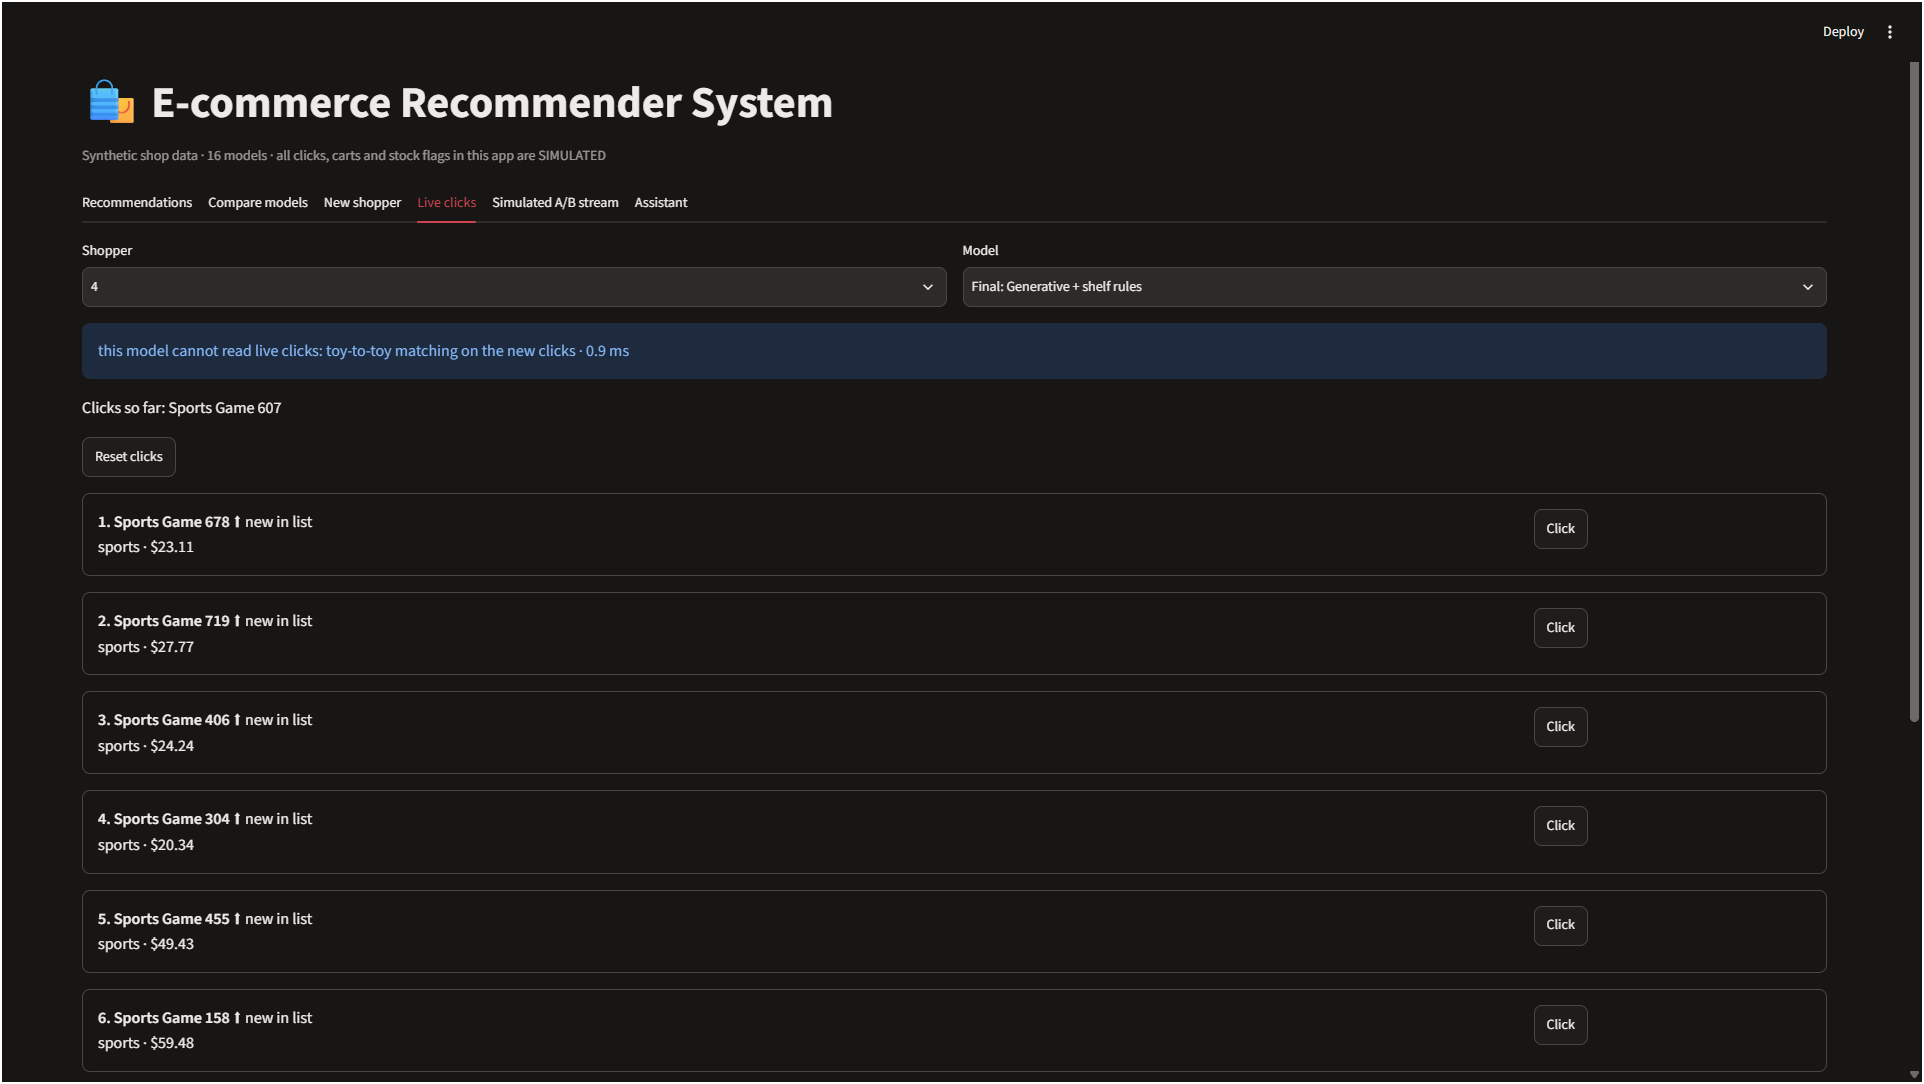 Deploy
E-commerce Recommender System
Synthetic shop data · 16 models · all clicks, carts and stock flags in this app are SIMULATED
Recommendations Compare models New shopper Live clicks Simulated A/B stream Assistant
Shopper Model
4 Final: Generative + shelf rules
this model cannot read live clicks: toy-to-toy matching on the new clicks · 0.9 ms
Clicks so far: Sports Game 607
Reset clicks
1. Sports Game 678 ⬆ new in list
sports · $23.11
Click
2. Sports Game 719 ⬆ new in list
sports · $27.77
Click
3. Sports Game 406 ⬆ new in list
sports · $24.24
Click
4. Sports Game 304 ⬆ new in list
sports · $20.34
Click
5. Sports Game 455 ⬆ new in list
sports · $49.43
Click
6. Sports Game 158 ⬆ new in list
sports · $59.48
Click